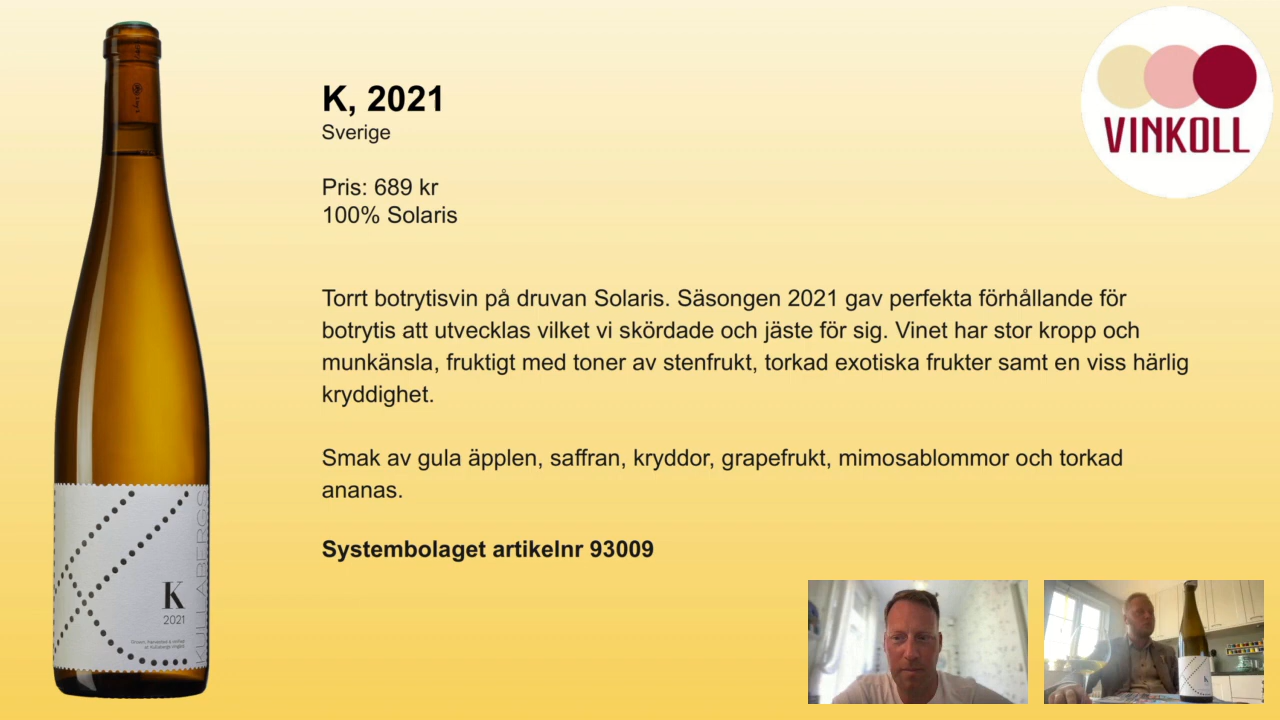 K, 2021
Sverige
Pris: 689 kr
100% Solaris
Torrt botrytisvin på druvan Solaris. Säsongen 2021 gav perfekta förhållande för
botrytis att utvecklas vilket vi skördade och jäste för sig. Vinet har stor kropp och
munkänsla, fruktigt med toner av stenfrukt, torkad exotiska frukter samt en viss härlig
kryddighet.
Smak av gula äpplen, saffran, kryddor, grapefrukt, mimosablommor och torkad
ananas.
Systembolaget artikelnr 93009
VINKOLL
K
2021
KULLABERGS
K